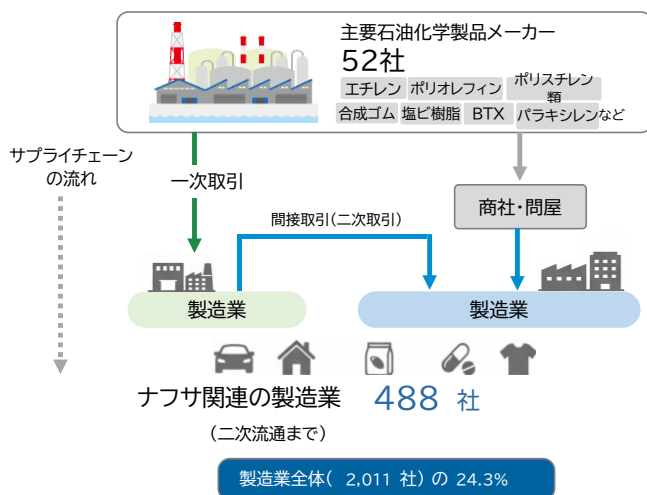 主要石油化学製品メーカー
52社
エチレン ポリオレフィン ポリスチレン類
合成ゴム 塩ビ樹脂 BTX パラキシレンなど
サプライチェーン
の流れ
一次取引
商社・問屋
間接取引(二次取引)
製造業
製造業
ナフサ関連の製造業 488 社
(二次流通まで)
製造業全体( 2,011 社) の 24.3%